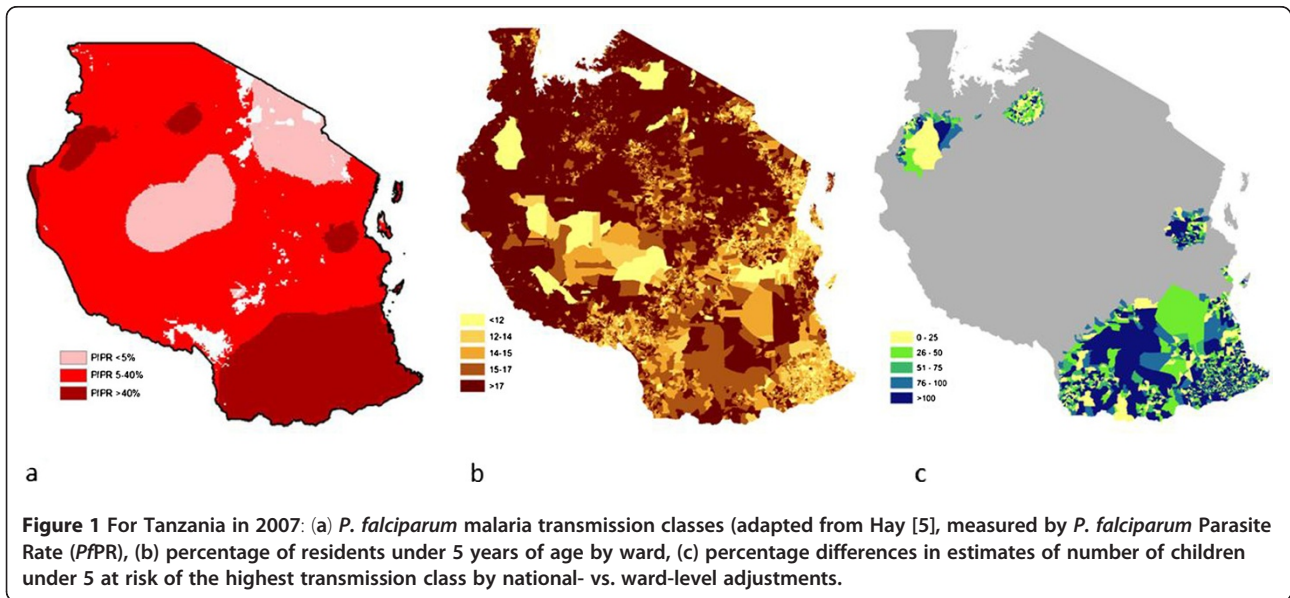 PfPR <5%
PfPR 5-40%
PfPR >40%
a
<12
12-14
14-15
15-17
>17
b
0 - 25
26 - 50
51 - 75
76 - 100
>100
c
Figure 1 For Tanzania in 2007: (a) P. falciparum malaria transmission classes (adapted from Hay [5], measured by P. falciparum Parasite
Rate (PfPR), (b) percentage of residents under 5 years of age by ward, (c) percentage differences in estimates of number of children
under 5 at risk of the highest transmission class by national- vs. ward-level adjustments.